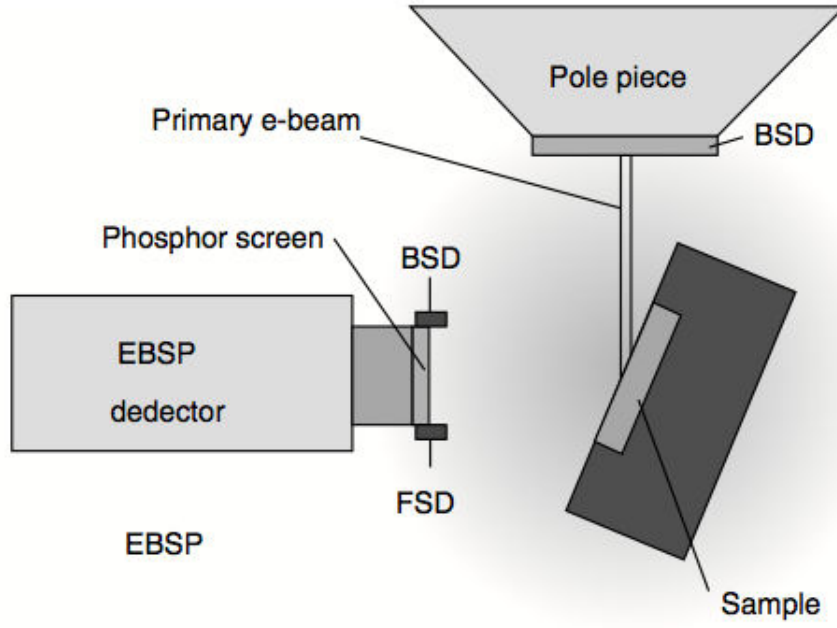 Pole piece
Primary e-beam
BSD
Phosphor screen
BSD
EBSP
dedector
FSD
EBSP
Sample